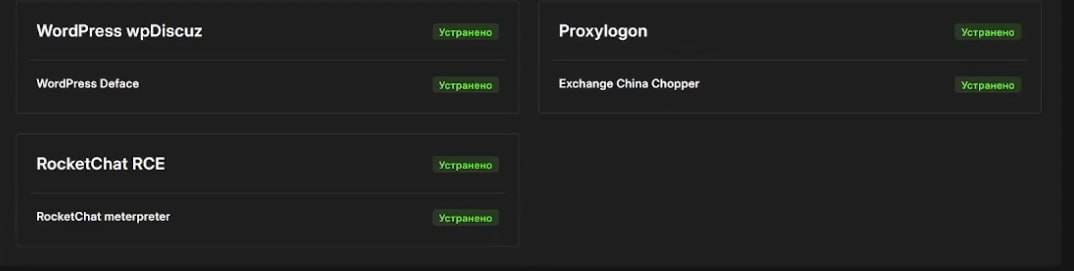 WordPress wpDiscuz
Устранено
WordPress Deface
Устранено
Proxylogon
Устранено
Exchange China Chopper
Устранено
RocketChat RCE
Устранено
RocketChat meterpreter
Устранено